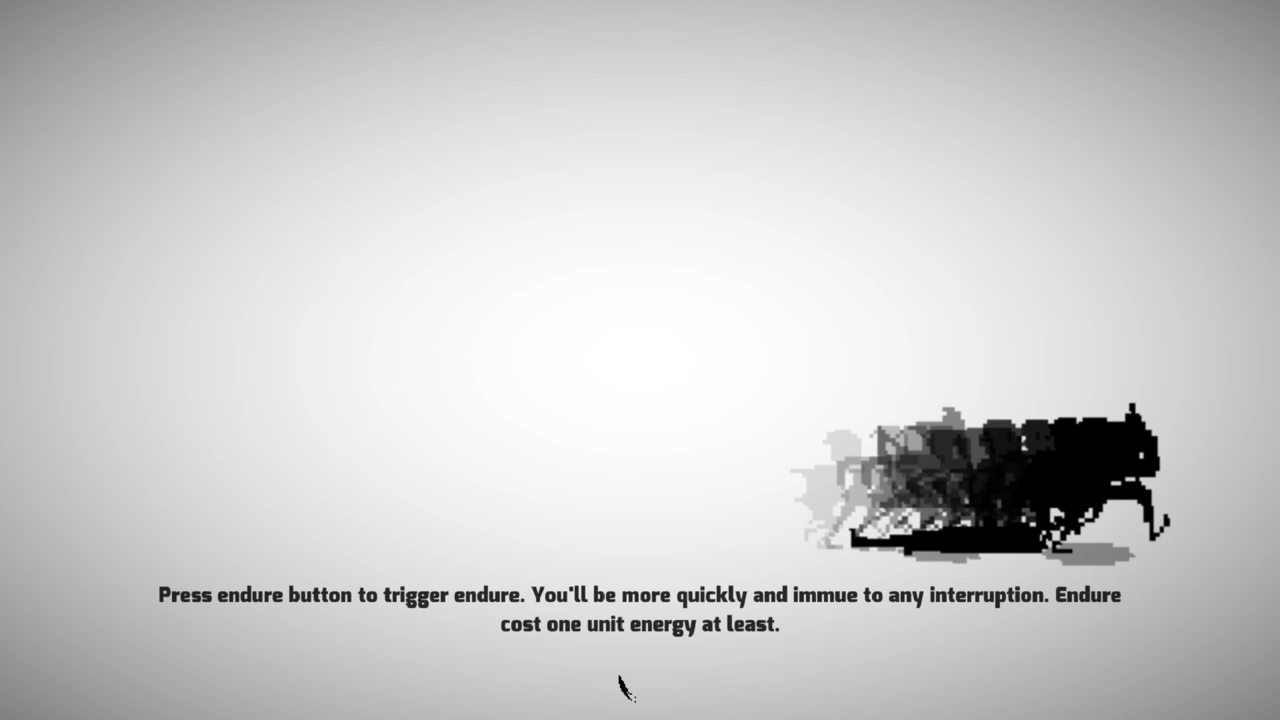 Press endure button to trigger endure. You'll be more quickly and immue to any interruption. Endure
cost one unit energy at least.